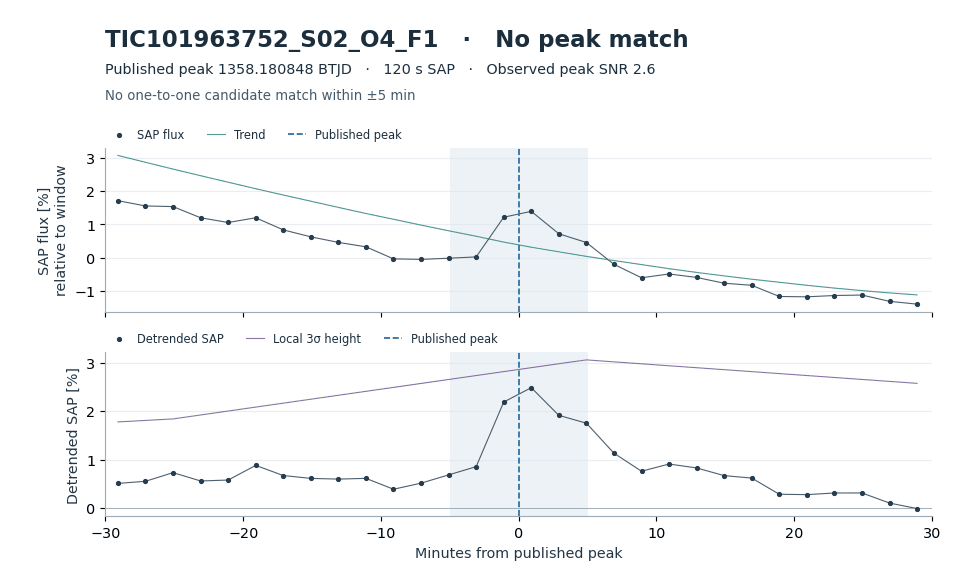 TIC101963752_S02_O4_F1 · No peak match
Published peak 1358.180848 BTJD · 120 s SAP · Observed peak SNR 2.6
No one-to-one candidate match within ±5 min
SAP flux Trend Published peak
SAP flux [%]
relative to window
3
2
1
0
−1
Detrended SAP Local 3σ height Published peak
Detrended SAP [%]
3
2
1
0
−30 −20 −10 0 10 20 30
Minutes from published peak